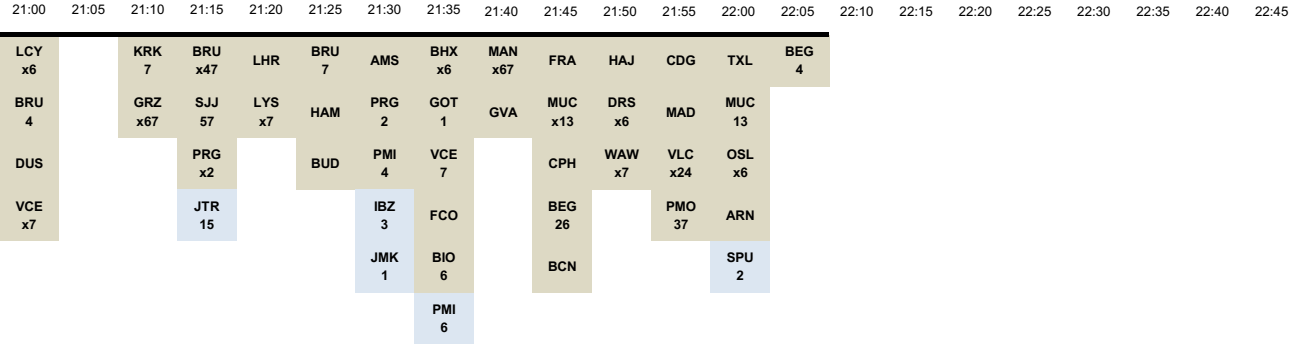 21:00 21:05 21:10 21:15 21:20 21:25 21:30 21:35 21:40 21:45 21:50 21:55 22:00 22:05 22:10 22:15 22:20 22:25 22:30 22:35 22:40 22:45
LCY KRK BRU LHR BRU AMS BHX MAN FRA HAJ CDG TXL BEG
x6 7 x47 7 x6 x67 4
BRU GRZ SJJ LYS HAM PRG GOT GVA MUC DRS MAD MUC
4 x67 57 x7 2 1 x13 x6 13
DUS PRG BUD PMI VCE CPH WAW VLC OSL
x2 4 7 x7 x24 x6
VCE JTR IBZ FCO BEG PMO ARN
x7 15 3 26 37
JMK BIO BCN SPU
1 6 2
PMI
6